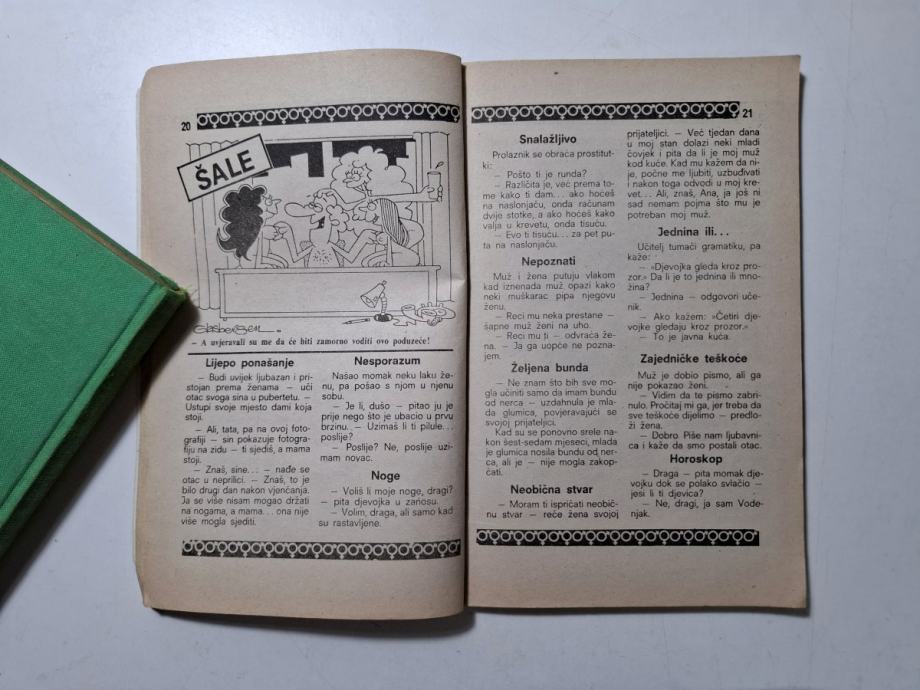 20
ŠALE
Glasbergen
— A uvjeravali su me da će biti zamorno voditi ovo poduzeće!
Lijepo ponašanje
— Budi uvijek ljubazan i pri-
stojan prema ženama — uči
otac svoga sina u pubertetu. —
Ustupi svoje mjesto dami koja
stoji.
— Ali, tata, pa na ovoj foto-
grafiji — sin pokazuje fotogra-
fiju na zidu — ti sjediš, a mama
stoji.
— Znaš, sine... — nađe se
otac u neprilici. — Znaš, to je
bilo drugi dan nakon vjenčanja.
Ja se više nisam mogao držati
na nogama, a mama... ona nije
više mogla sjediti.
Nesporazum
Našao momak neku laku že-
nu, pa pošao s njom u njenu
sobu.
— Je li, dušo — pitao ju je
prije nego što je ubacio u prvu
brzinu. — Uzimaš li ti pilule...
poslije?
— Poslije? Ne, poslije uzi-
mam novac.
Noge
— Voliš li moje noge, dragi?
— pita djevojka u zanosu.
— Volim, draga, ali samo kad
su rastavljene.
21
Snalažljivo
Prolaznik se obraća prostitut-
ki:
— Pošto ti je runda?
— Različita je, već prema to-
me kako ti dam... ako hoćeš
na naslonjaču, onda računam
dvije stotke, a ako hoćeš kako
valja u krevetu, onda tisuću.
— Evo ti tisuću... za pet pu-
ta na naslonjaču.
Nepoznati
Muž i žena putuju vlakom
kad iznenada muž opazi kako
neki muškarac pipa njegovu
ženu.
— Reci mu neka prestane —
šapne muž ženi na uho.
— Reci mu ti — odvraća že-
na. — Ja ga uopće ne pozna-
jem.
Željena bunda
— Ne znam što bih sve mo-
gla učiniti samo da imam bundu
od nerca — uzdahnula je mla-
da glumica, povjeravajući se
svojoj prijateljici.
Kad su se ponovno srele na-
kon šest-sedam mjeseci, mlada
je glumica nosila bundu od ner-
ca, ali je — nije mogla zakop-
čati.
Neobična stvar
— Moram ti ispričati neobič-
nu stvar — reče žena svojoj
prijateljici. — Već tjedan dana
u moj stan dolazi neki mladi
čovjek i pita da li je moj muž
kod kuće. Kad mu kažem da ni-
je, počne me ljubiti, uzbuđivati
i nakon toga odvodi u moj kre-
vet... Ali, znaš, Ana, ja još ni
sad nemam pojma što mu je
potreban moj muž.
Jednina ili...
Učitelj tumači gramatiku, pa
kaže:
— »Djevojka gleda kroz pro-
zor.» Da li je to jednina ili mno-
žina?
— Jednina — odgovori uče-
nik.
— Ako kažem: »Četiri dje-
vojke gledaju kroz prozor.»
— To je javna kuća.
Zajedničke teškoće
Muž je dobio pismo, ali ga
nije pokazao ženi.
— Vidim da te pismo zabri-
nulo. Pročitaj mi ga, jer treba da
sve teškoće dijelimo — predlo-
ži žena.
— Dobro. Piše nam ljubavni-
ca i kaže da smo postali otac.
Horoskop
— Draga — pita momak dje-
vojku dok se polako svlačio —
jesi li ti djevica?
— Ne, dragi, ja sam Vode-
njak.